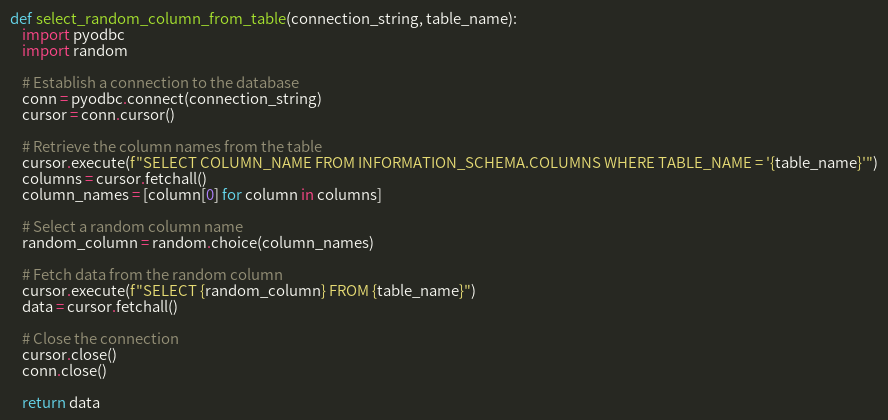 def select_random_column_from_table(connection_string, table_name):
    import pyodbc
    import random

    # Establish a connection to the database
    conn = pyodbc.connect(connection_string)
    cursor = conn.cursor()

    # Retrieve the column names from the table
    cursor.execute(f"SELECT COLUMN_NAME FROM INFORMATION_SCHEMA.COLUMNS WHERE TABLE_NAME = '{table_name}'")
    columns = cursor.fetchall()
    column_names = [column[0] for column in columns]

    # Select a random column name
    random_column = random.choice(column_names)

    # Fetch data from the random column
    cursor.execute(f"SELECT {random_column} FROM {table_name}")
    data = cursor.fetchall()

    # Close the connection
    cursor.close()
    conn.close()

    return data